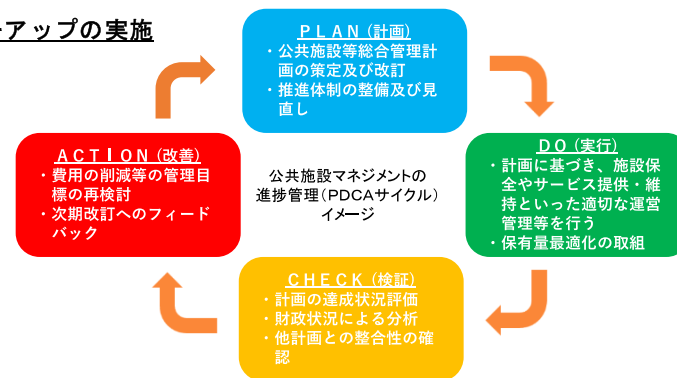 ーアップの実施
ＰＬＡＮ（計画）
・公共施設等総合管理計
画の策定及び改訂
・推進体制の整備及び見
直し
ＡＣＴＩＯＮ（改善）
・費用の削減等の管理目
標の再検討
・次期改訂へのフィード
バック
公共施設マネジメントの
進捗管理（PDCAサイクル）
イメージ
ＤＯ（実行）
・計画に基づき、施設保
全やサービス提供・維
持といった適切な運営
管理等を行う
・保有量最適化の取組
ＣＨＥＣＫ（検証）
・計画の達成状況評価
・財政状況による分析
・他計画との整合性の確
認